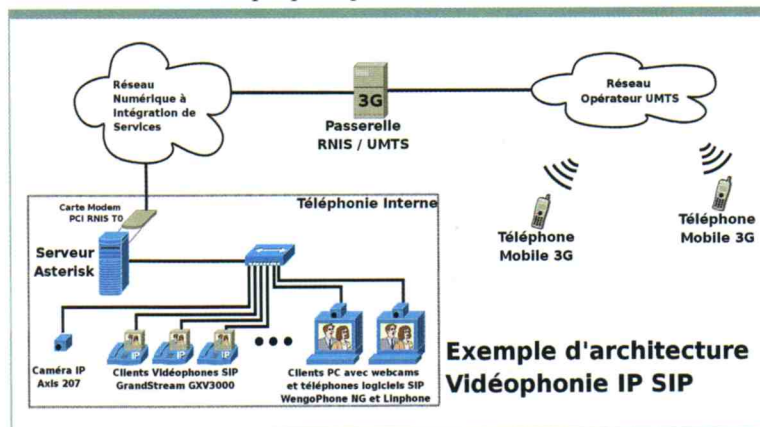 Réseau
Numérique à
Intégration de
Services
3G
Passerelle
RNIS / UMTS
Réseau
Opérateur UMTS
Téléphone
Mobile 3G
Téléphone
Mobile 3G
Carte Modem
PCI RNIS T0
Téléphonie Interne
Serveur
Asterisk
IP
IP
IP
Caméra IP
Axis 207
Clients Vidéophones SIP
GrandStream GXV3000
Clients PC avec webcams
et téléphones logiciels SIP
WengoPhone NG et Linphone
Exemple d'architecture
Vidéophonie IP SIP